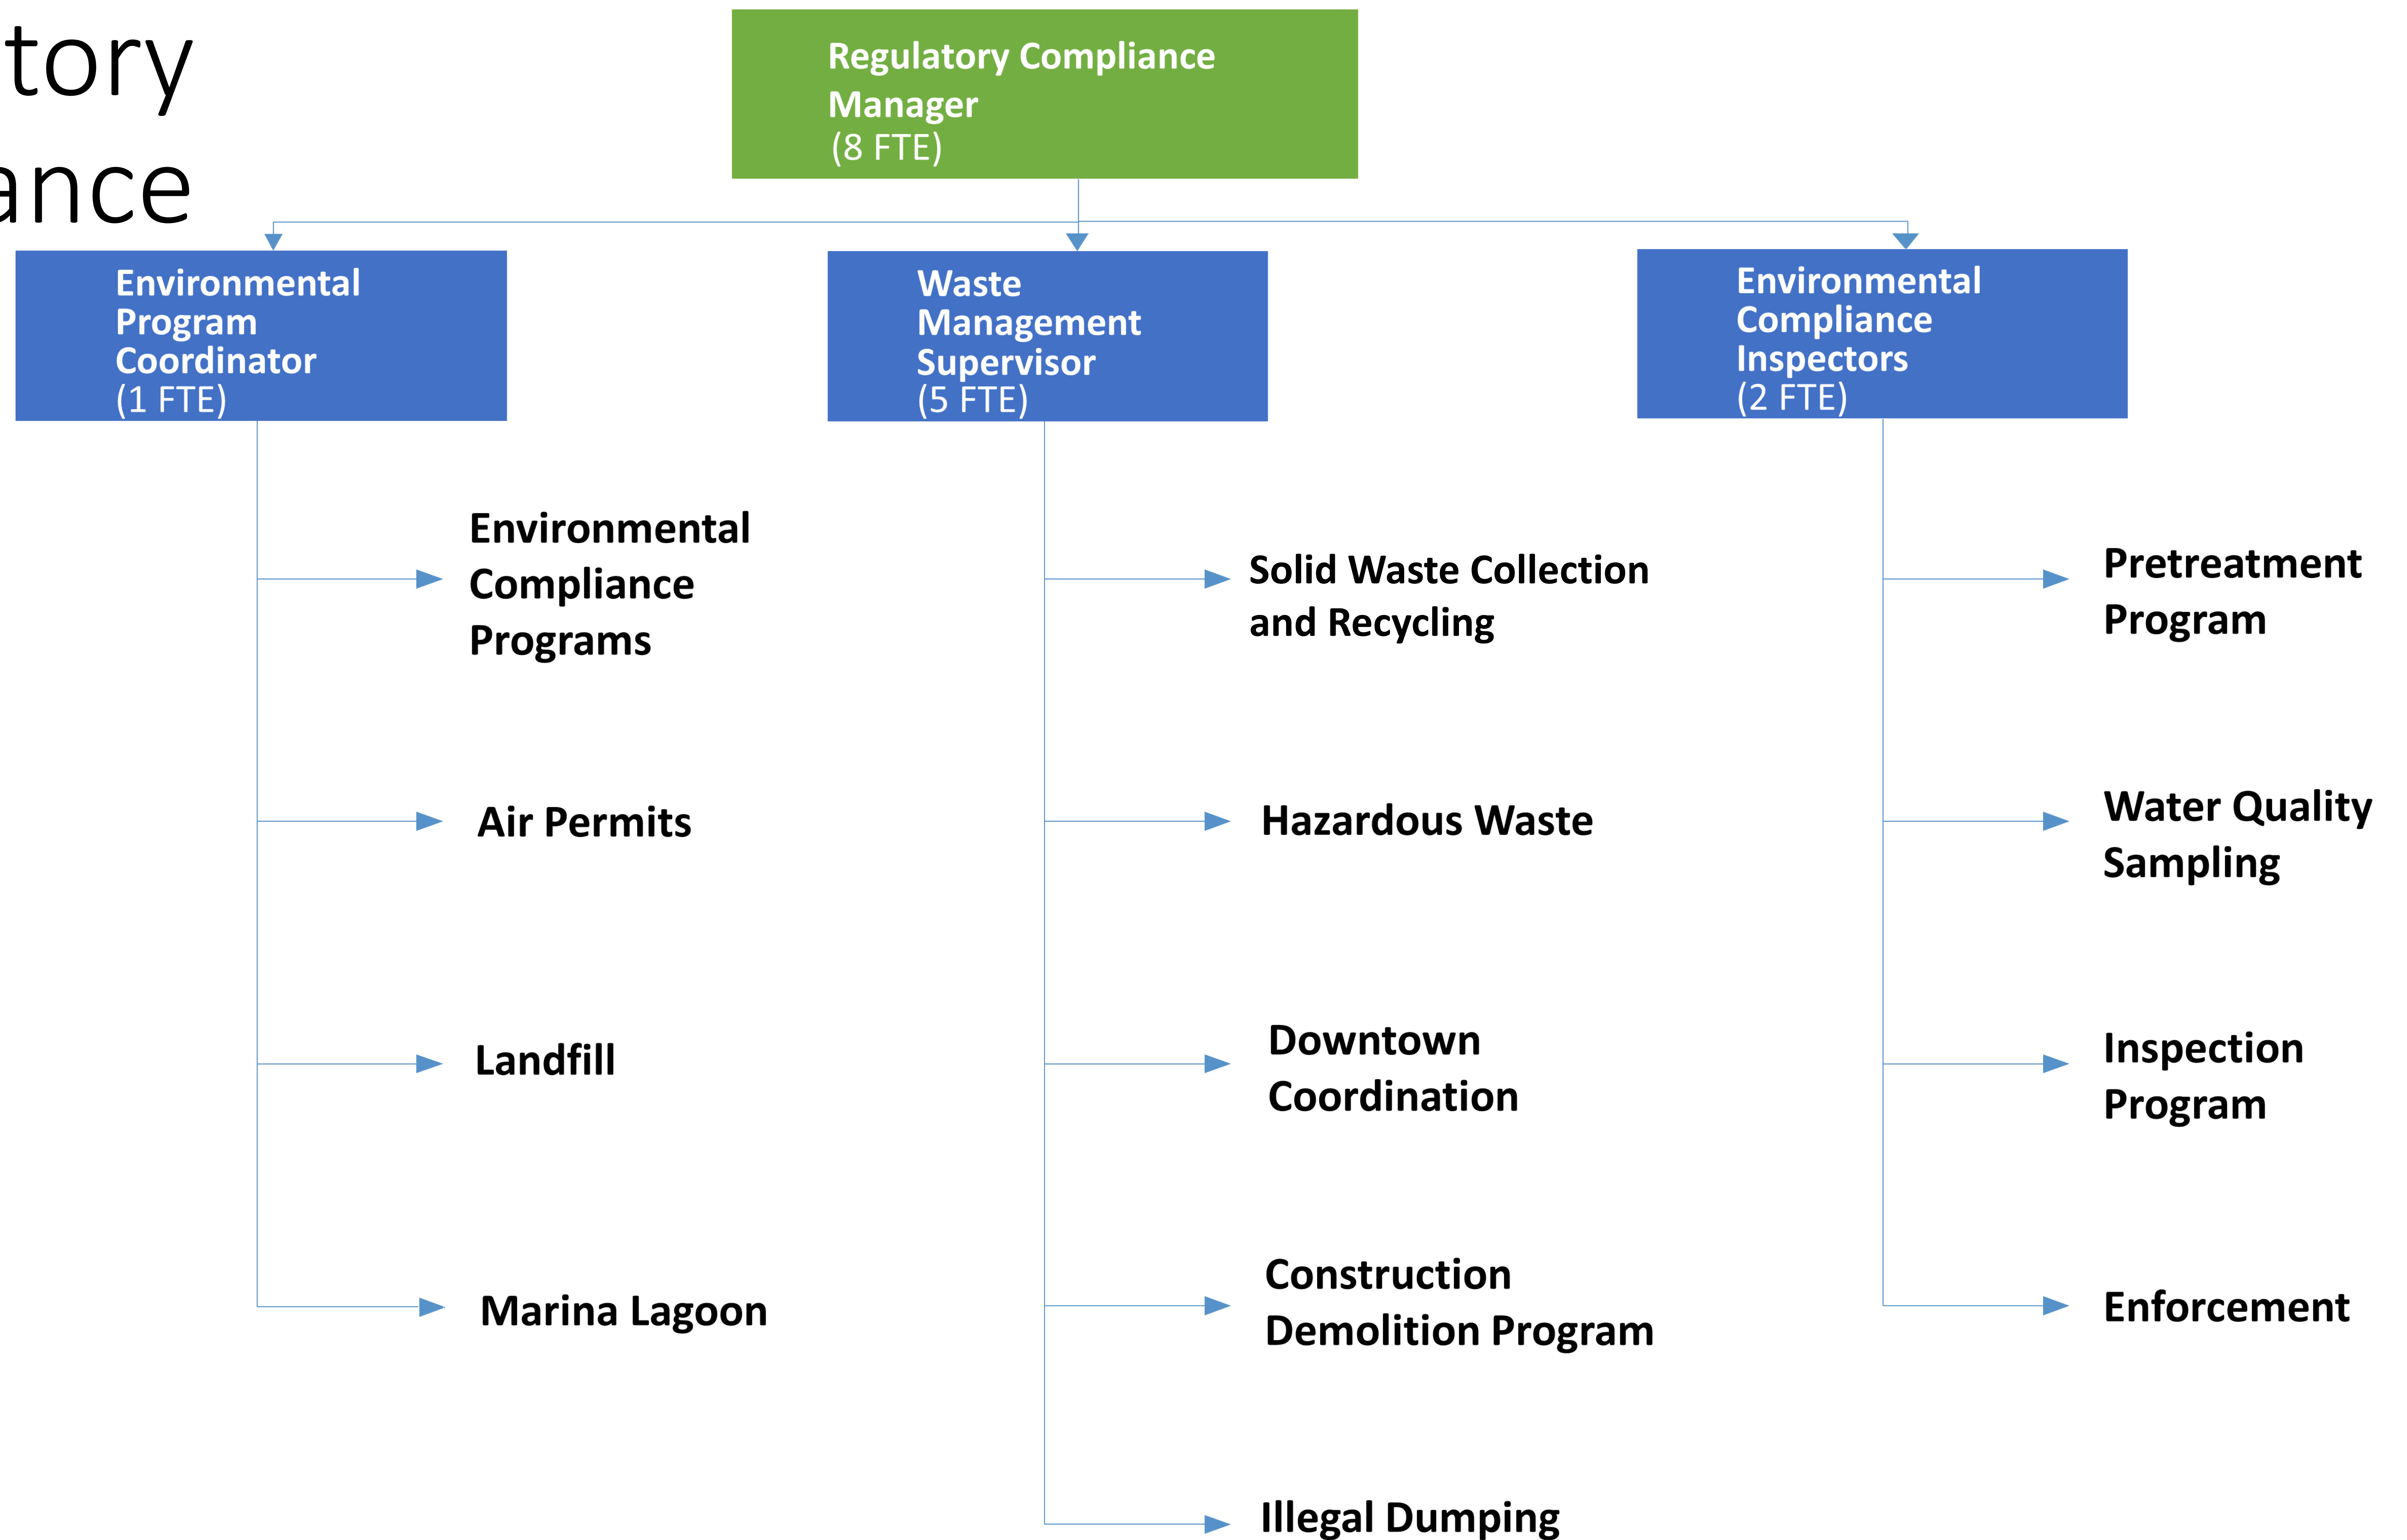 tory
ance
Regulatory Compliance
Manager
(8 FTE)
Environmental
Program
Coordinator
(1 FTE)
Waste
Management
Supervisor
(5 FTE)
Environmental
Compliance
Inspectors
(2 FTE)
Environmental
Compliance
Programs
Air Permits
Landfill
Marina Lagoon
Solid Waste Collection
and Recycling
Hazardous Waste
Downtown
Coordination
Construction
Demolition Program
Illegal Dumping
Pretreatment
Program
Water Quality
Sampling
Inspection
Program
Enforcement